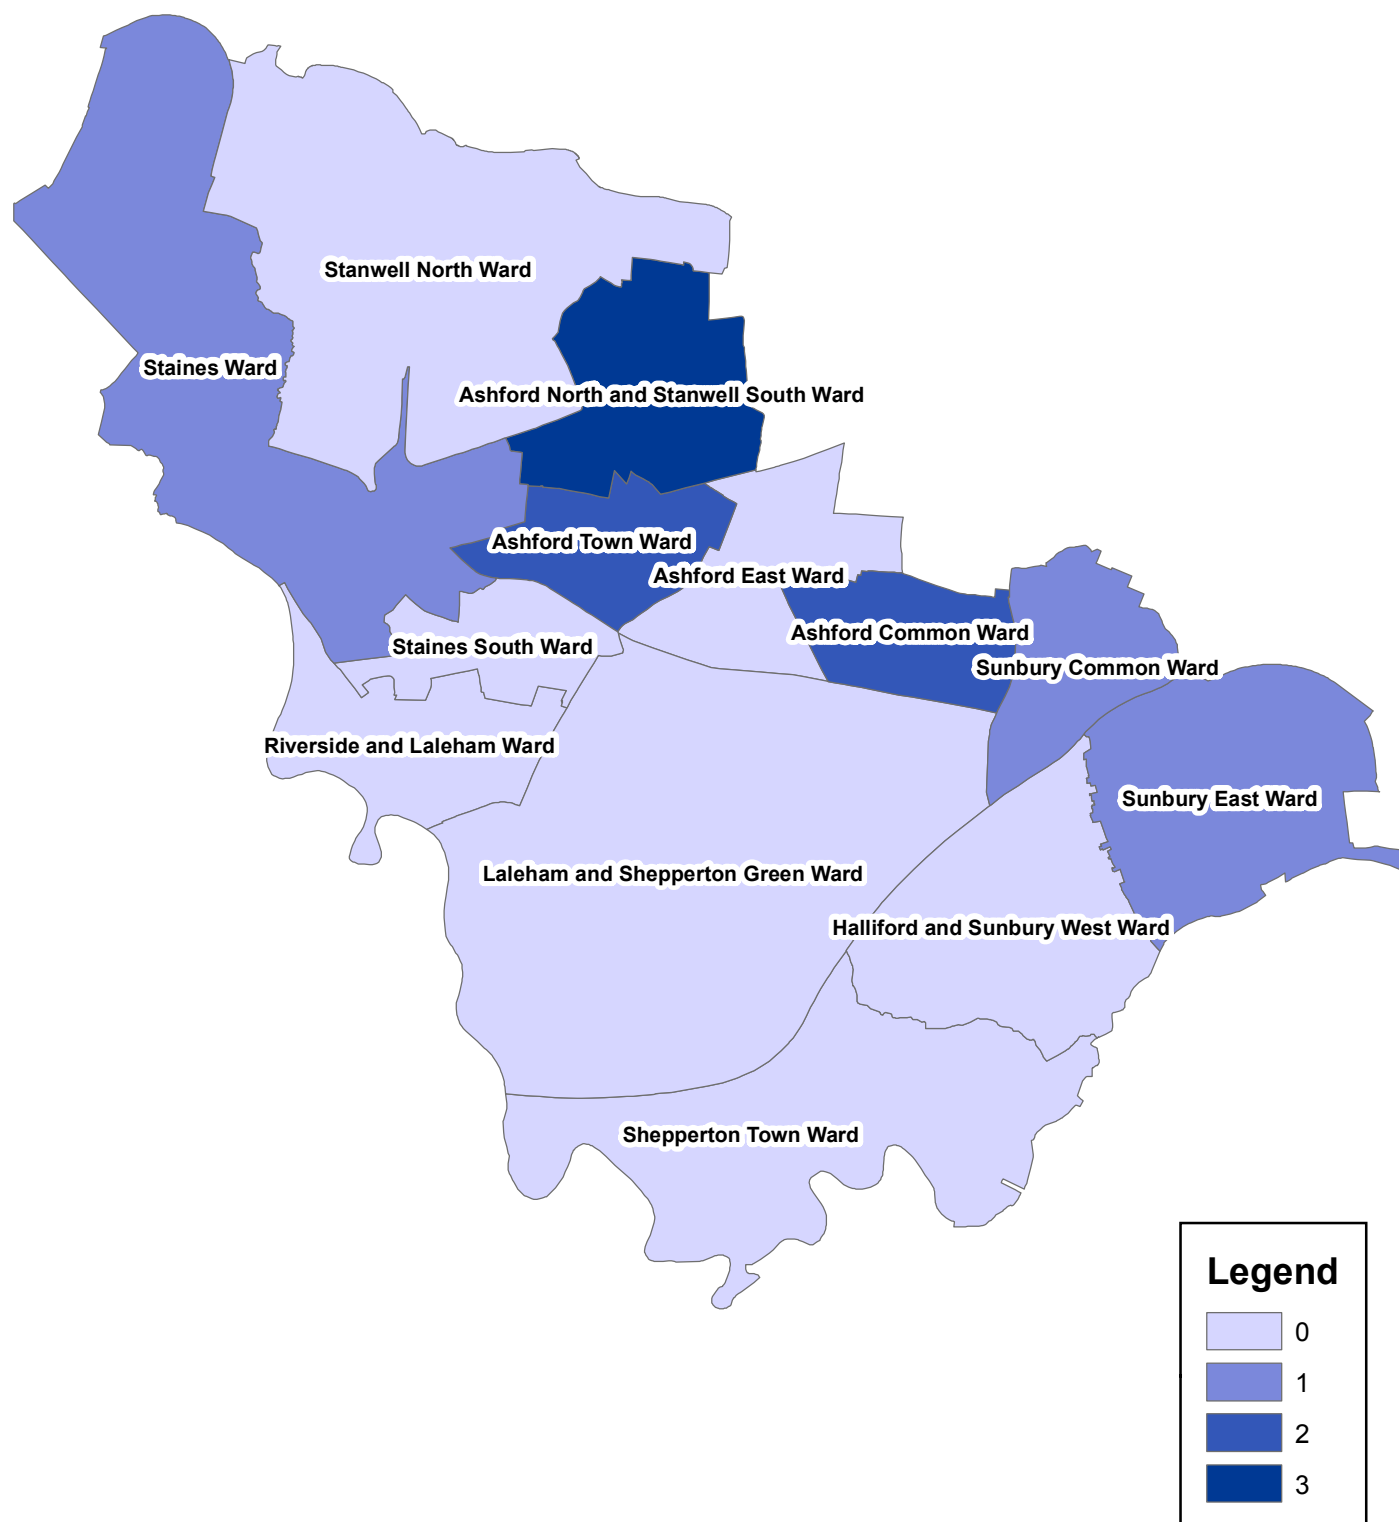 Stanwell North Ward
Staines Ward
Ashford North and Stanwell South Ward
Ashford Town Ward
Ashford East Ward
Ashford Common Ward
Staines South Ward
Sunbury Common Ward
Riverside and Laleham Ward
Sunbury East Ward
Laleham and Shepperton Green Ward
Halliford and Sunbury West Ward
Shepperton Town Ward
Legend
0
1
2
3